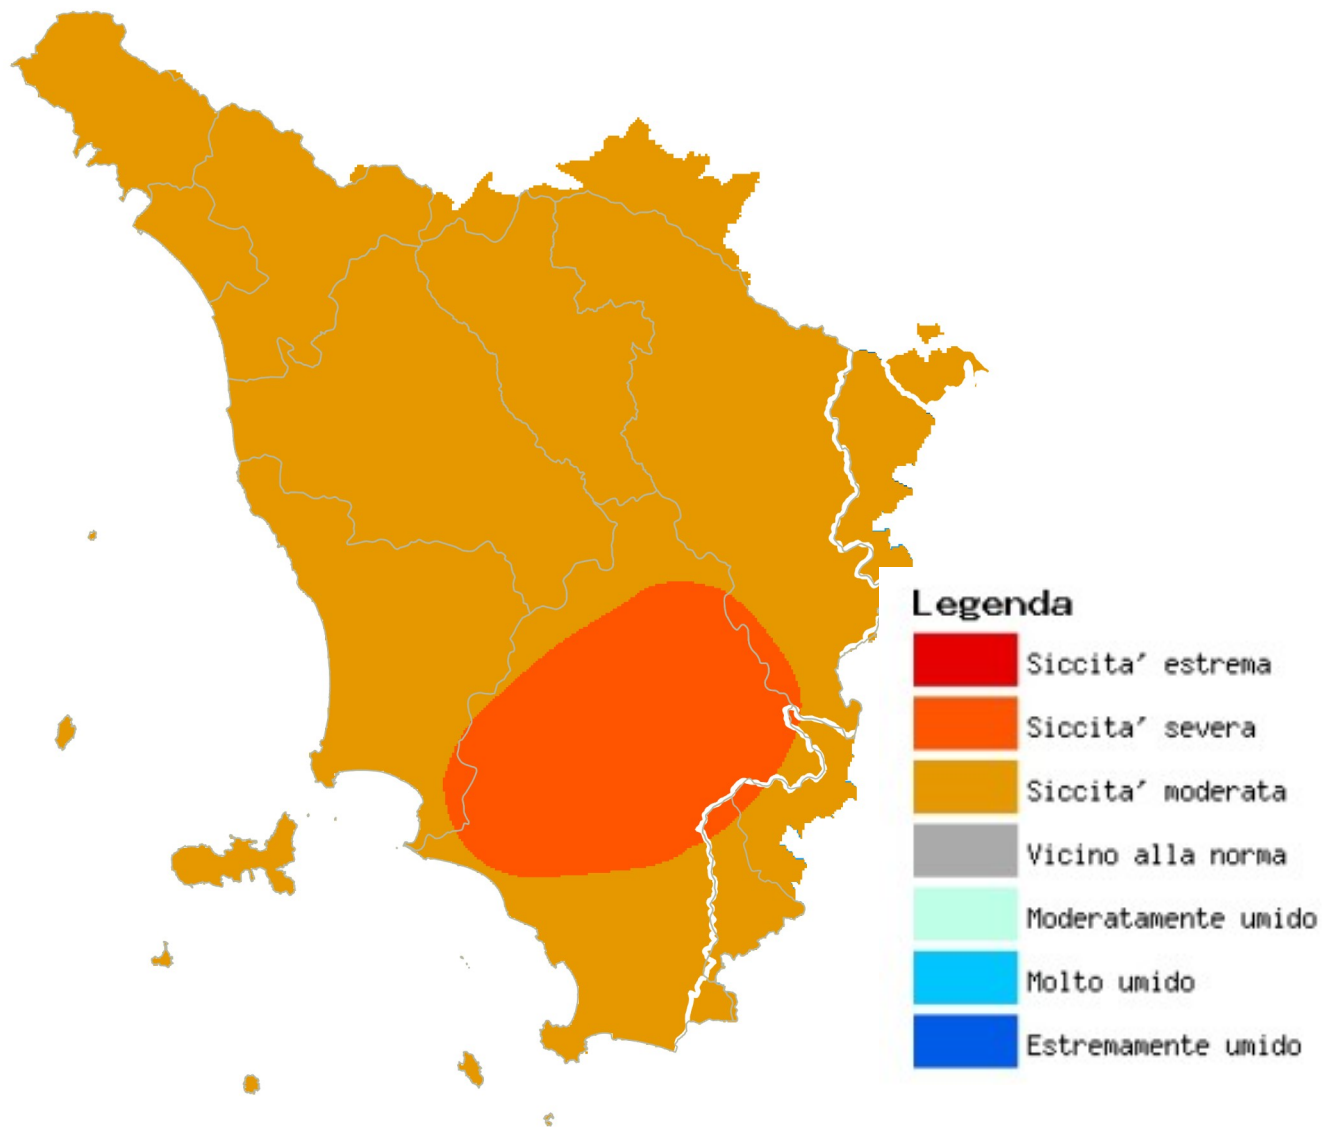 Legenda
Siccita' estrema
Siccita' severa
Siccita' moderata
Vicino alla norma
Moderatamente umido
Molto umido
Estremamente umido